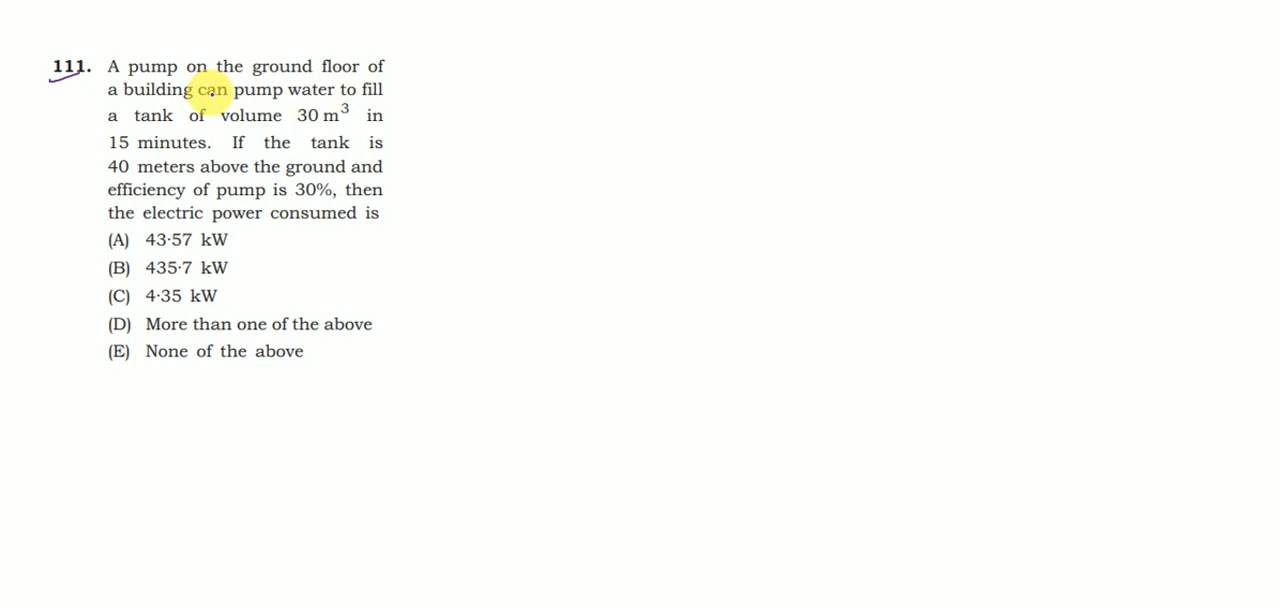 111. A pump on the ground floor of
a building can pump water to fill
a tank of volume 30 m³ in
15 minutes. If the tank is
40 meters above the ground and
efficiency of pump is 30%, then
the electric power consumed is
(A) 43·57 kW
(B) 435·7 kW
(C) 4·35 kW
(D) More than one of the above
(E) None of the above